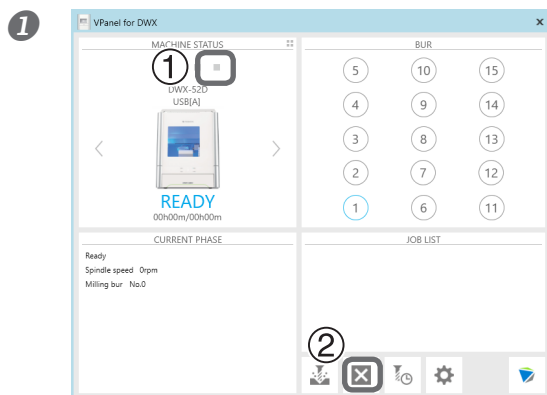 1
VPanel for DWX
MACHINE STATUS
1
DWX-52D
USB[A]
READY
00h00m/00h00m
BUR
5 10 15
4 9 14
3 8 13
2 7 12
1 6 11
CURRENT PHASE
Ready
Spindle speed 0rpm
Milling bur No.0
JOB LIST
2